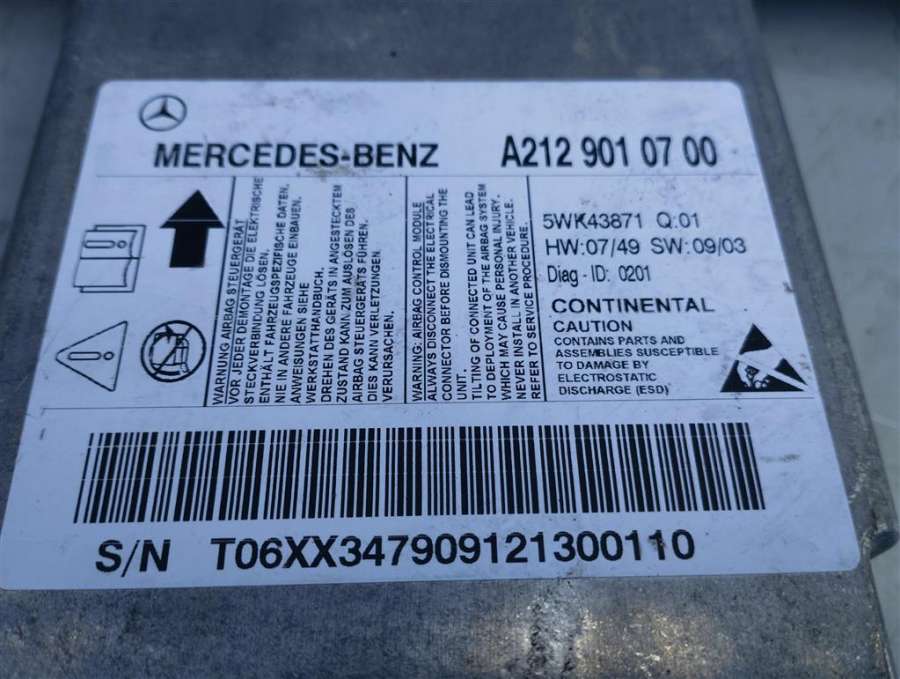 MERCEDES-BENZ A212 901 07 00
WARNUNG AIRBAG STEUERGERÄT
VOR JEDER DEMONTAGE DIE ELEKTRISCHE
STECKVERBINDUNG LÖSEN.
ENTHÄLT FAHRZEUGSPEZIFISCHE DATEN.
NIE IN ANDERE FAHRZEUGE EINBAUEN.
ANWEISUNGEN SIEHE
WERKSTATTHANDBUCH.
DREHEN DES GERÄTS IN ANGESTECKTEM
ZUSTAND KANN ZUM AUSLÖSEN DES
AIRBAG STEUERGERÄTS FÜHREN.
DIES KANN VERLETZUNGEN
VERURSACHEN.
WARNING: AIRBAG CONTROL MODULE
ALWAYS DISCONNECT THE ELECTRICAL
CONNECTOR BEFORE DISMOUNTING THE
UNIT.
TILTING OF CONNECTED UNIT CAN LEAD
TO DEPLOYMENT OF THE AIRBAG SYSTEM
WHICH MAY CAUSE PERSONAL INJURY.
NEVER INSTALL IN ANOTHER VEHICLE.
REFER TO SERVICE PROCEDURE.
5WK43871 Q:01
HW:07/49 SW:09/03
Diag-ID: 0201
CONTINENTAL
CAUTION
CONTAINS PARTS AND
ASSEMBLIES SUSCEPTIBLE
TO DAMAGE BY
ELECTROSTATIC
DISCHARGE (ESD)
S/N T06XX347909121300110